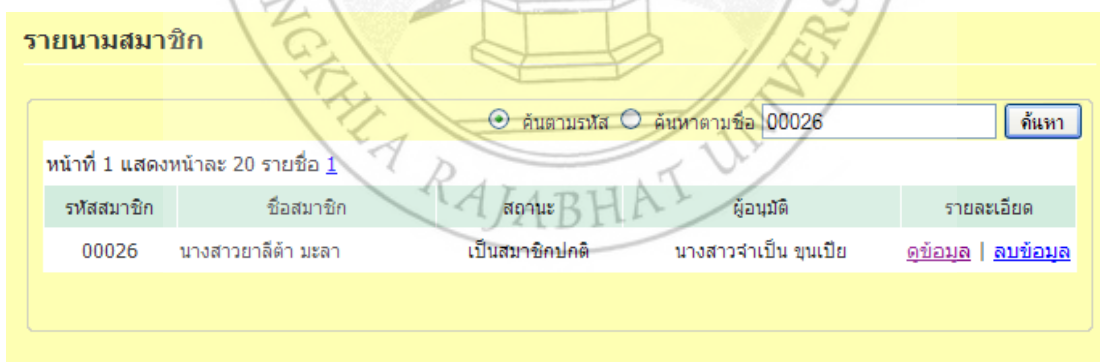 รายนามสมาชิก
ค้นตามรหัส ค้นหาตามชื่อ 00026 ค้นหา
หน้าที่ 1 แสดงหน้าละ 20 รายชื่อ 1
รหัสสมาชิก ชื่อสมาชิก สถานะ ผู้อนุมัติ รายละเอียด
00026 นางสาวยาลีต้า มะลา เป็นสมาชิกปกติ นางสาวจำเป็น ขุนเปีย ดูข้อมูล | ลบข้อมูล
RAJABHAT